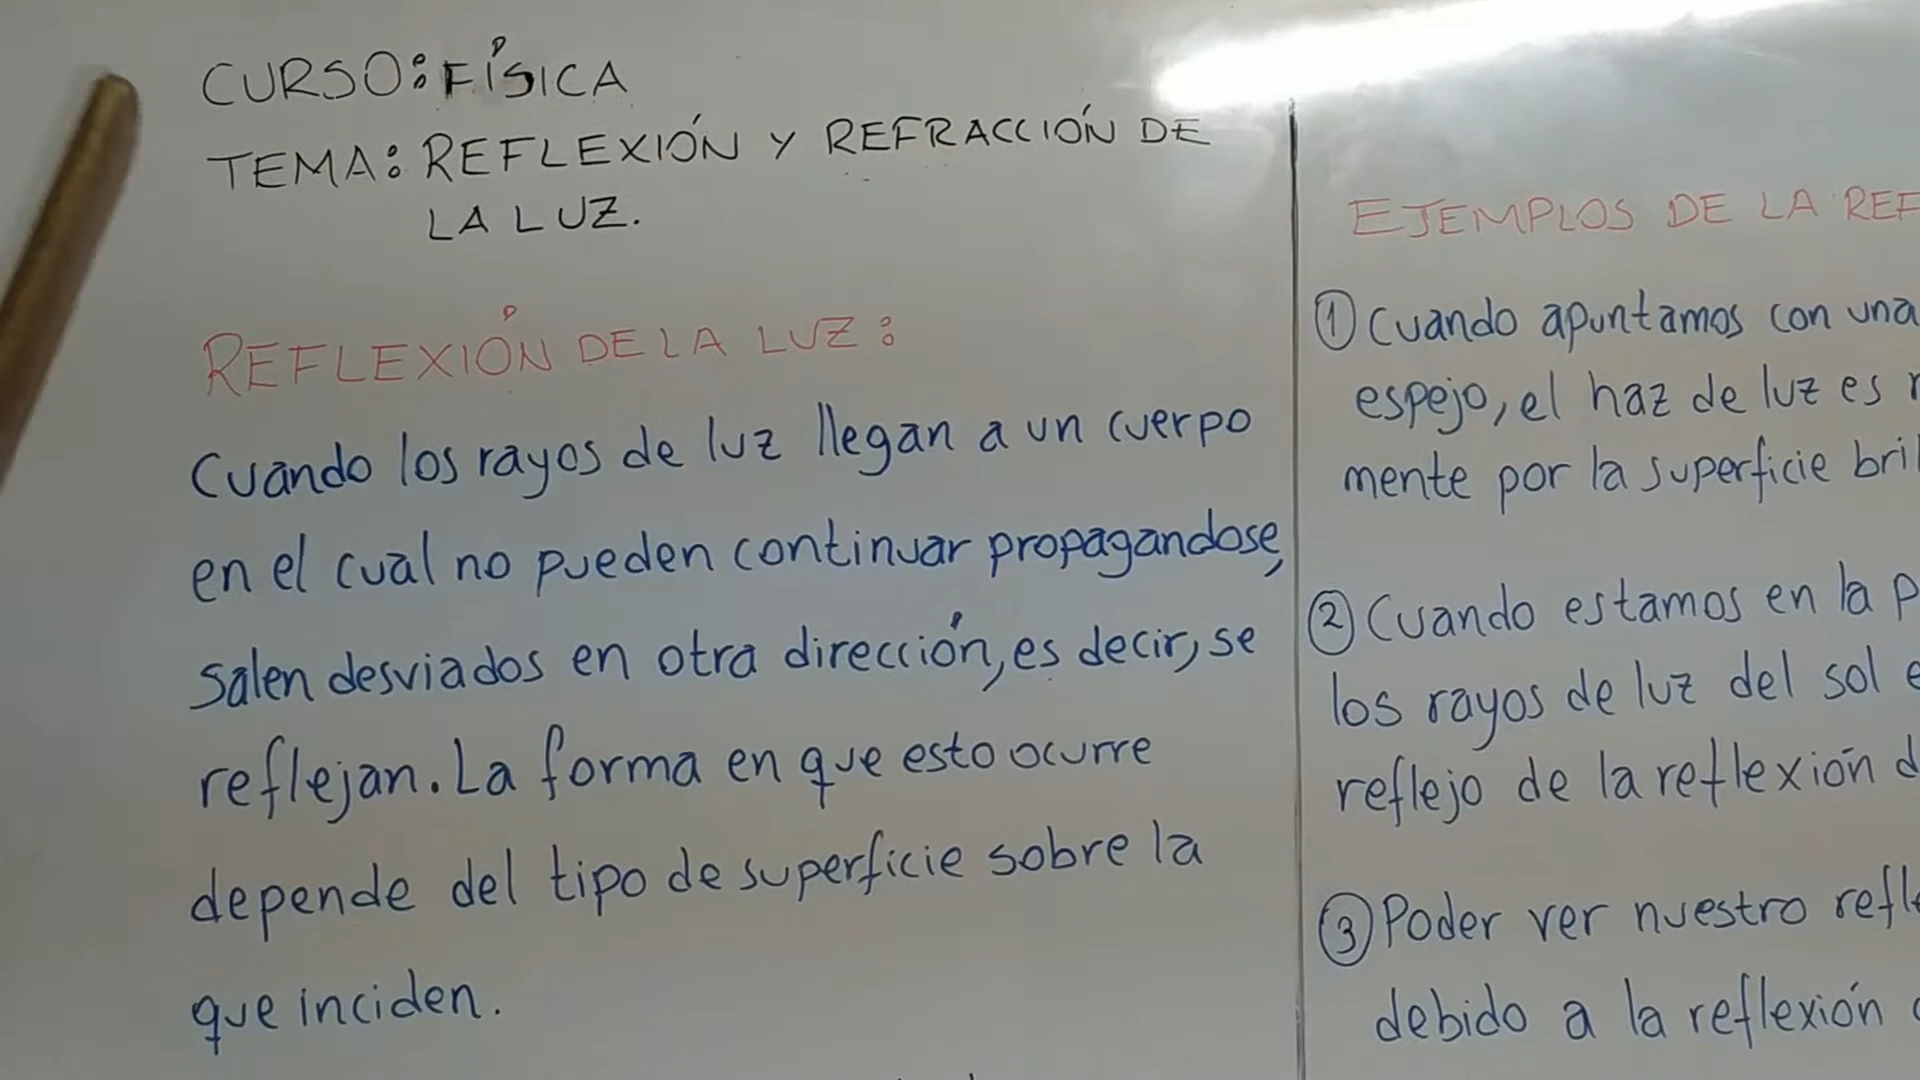 CURSO: FÍSICA
TEMA: REFLEXIÓN Y REFRACCIÓN DE
LA LUZ.
REFLEXIÓN DE LA LUZ:
Cuando los rayos de luz llegan a un cuerpo
en el cual no pueden continuar propagandose,
salen desviados en otra dirección, es decir, se
reflejan. La forma en que esto ocurre
depende del tipo de superficie sobre la
que inciden.
EJEMPLOS DE LA
① Cuando apuntamos con una
espejo, el haz de luz es
mente por la superficie
② Cuando estamos en la
los rayos de luz del sol
reflejo de la reflexión
③ Poder ver nuestro
debido a la reflexión